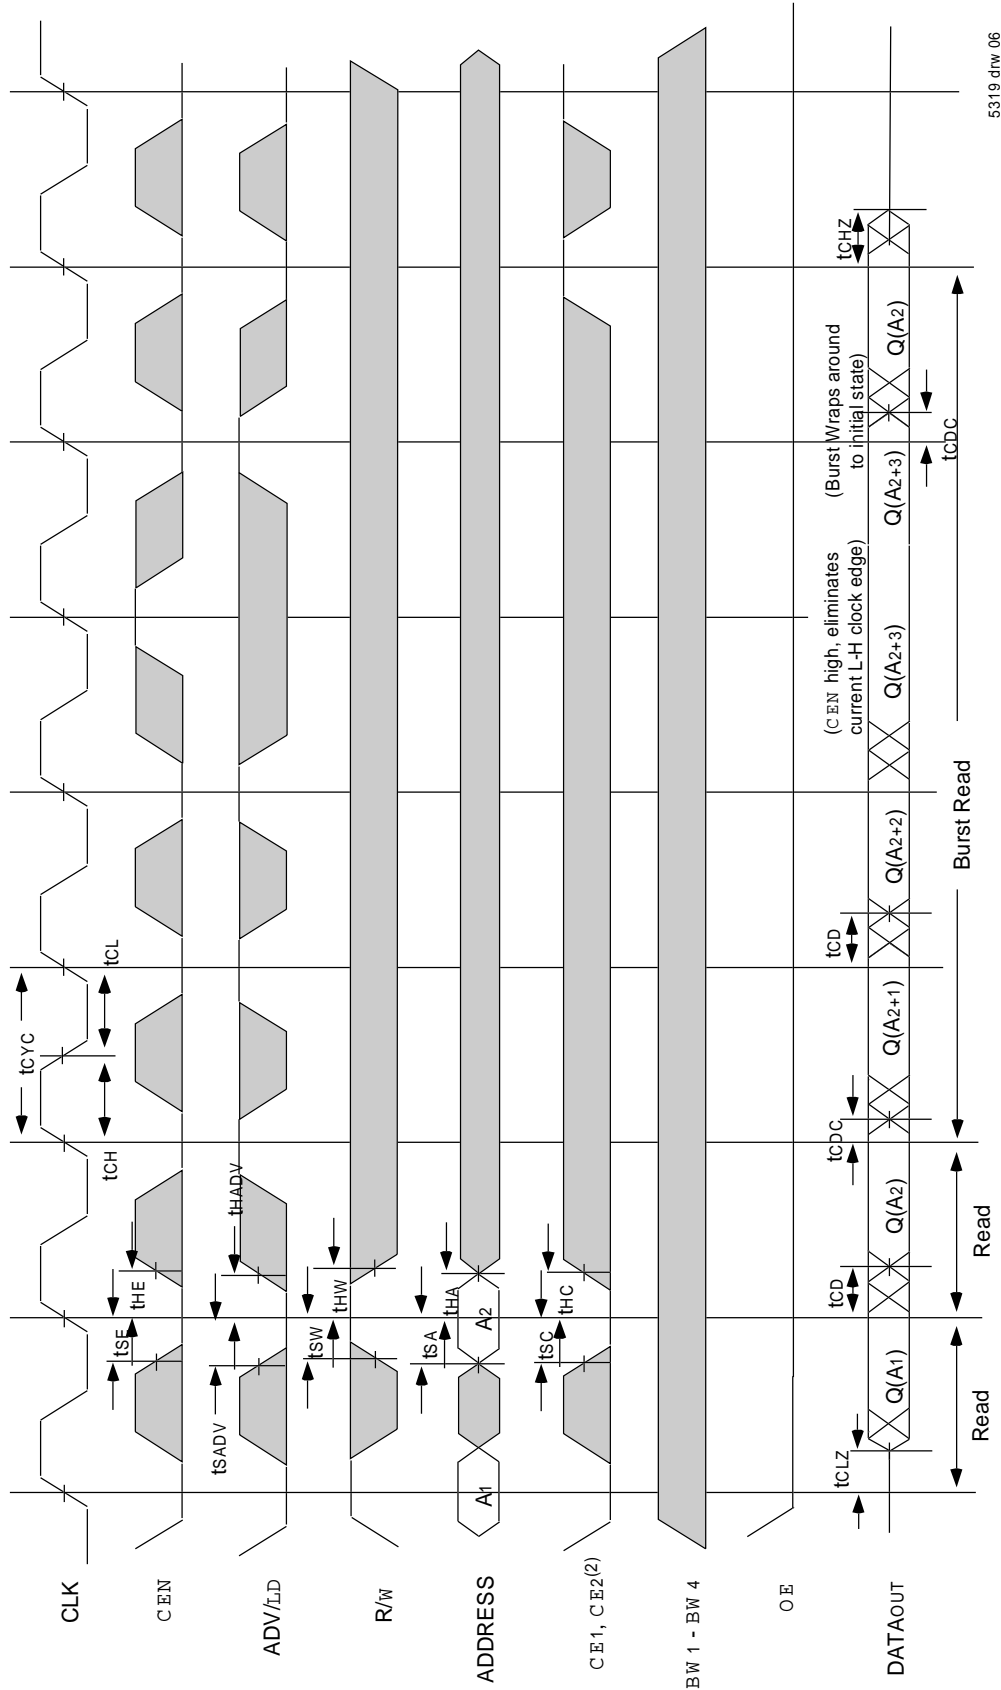 CLK
tCYC
tCH
tCL
CEN
tSE
tHE
ADV/LD
tSADV
tHADV
R/W
tSW
tHW
ADDRESS
A1
A2
tSA
tHA
CE1, CE2(2)
tSC
tHC
BW1 - BW4
OE
DATAOUT
tCLZ
Q(A1)
tCD
Q(A2)
tCDC
Q(A2+1)
tCD
Q(A2+2)
(CEN high, eliminates
current L-H clock edge)
Q(A2+3)
Q(A2+3)
(Burst Wraps around
to initial state)
tCDC
Q(A2)
tCHZ
Read
Read
Burst Read
5319 drw 06